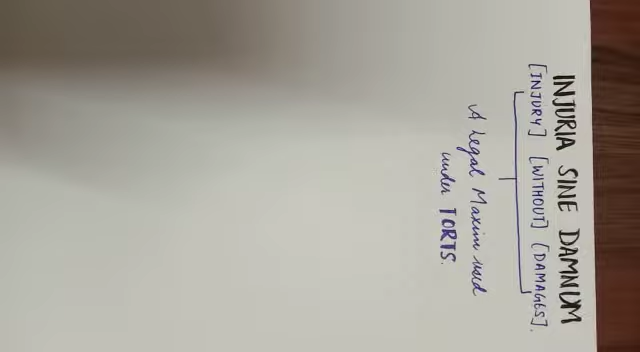 INJURIA SINE DAMNUM
[INJURY] [WITHOUT] [DAMAGES].
A Legal Maxim used
under TORTS.